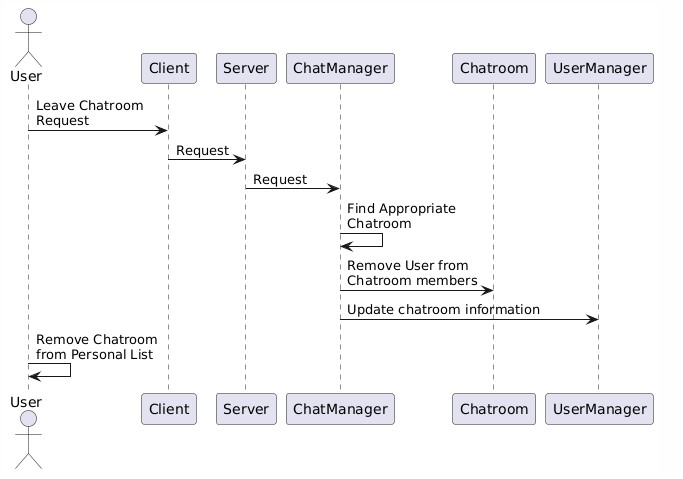 User
Client
Server
ChatManager
Chatroom
UserManager
Leave Chatroom
Request
Request
Request
Find Appropriate
Chatroom
Remove User from
Chatroom members
Update chatroom information
Remove Chatroom
from Personal List
User
Client
Server
ChatManager
Chatroom
UserManager